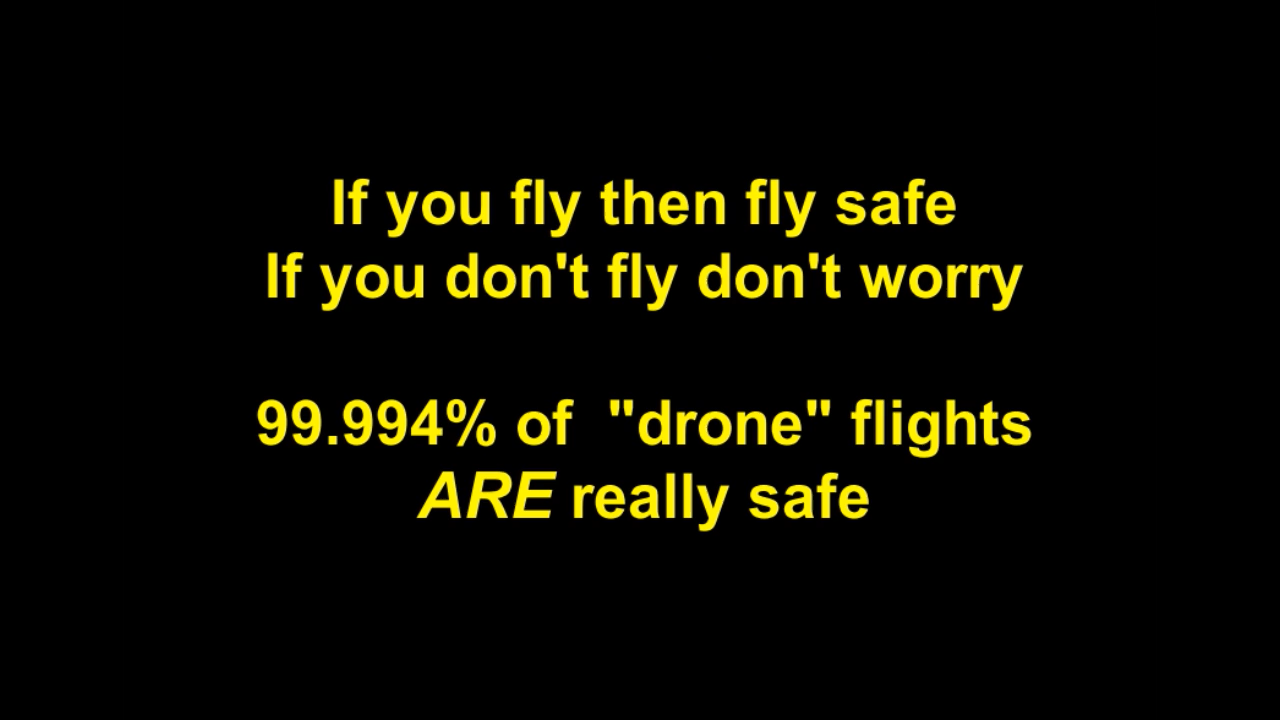 If you fly then fly safe
If you don't fly don't worry
99.994% of  "drone" flights
ARE really safe